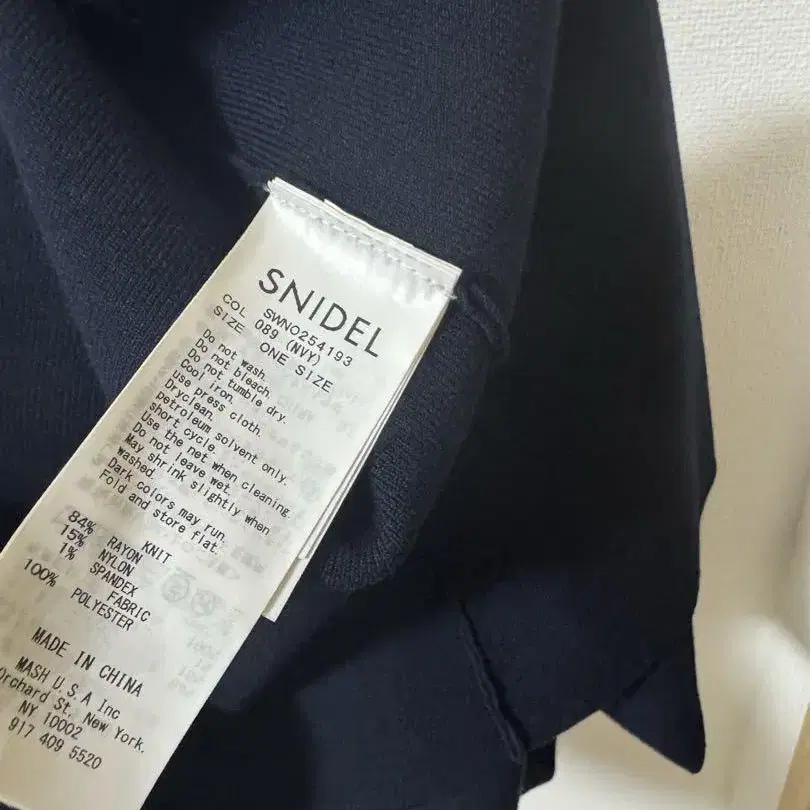 SNIDEL
SWNO254193
COL 089 (NVY)
SIZE ONE SIZE
Do not wash.
Do not bleach.
Do not tumble dry.
Cool iron.
use press cloth.
Dryclean
petroleum solvent only.
short cycle.
Use the net when cleaning.
Do not leave wet.
May shrink slightly when
washed.
Dark colors may run.
Fold and store flat.
KNIT
84% RAYON
15% NYLON
1% SPANDEX
FABRIC
100% POLYESTER
MADE IN CHINA
MASH U.S.A Inc
Orchard St, New York.
NY 10002
917 409 5520